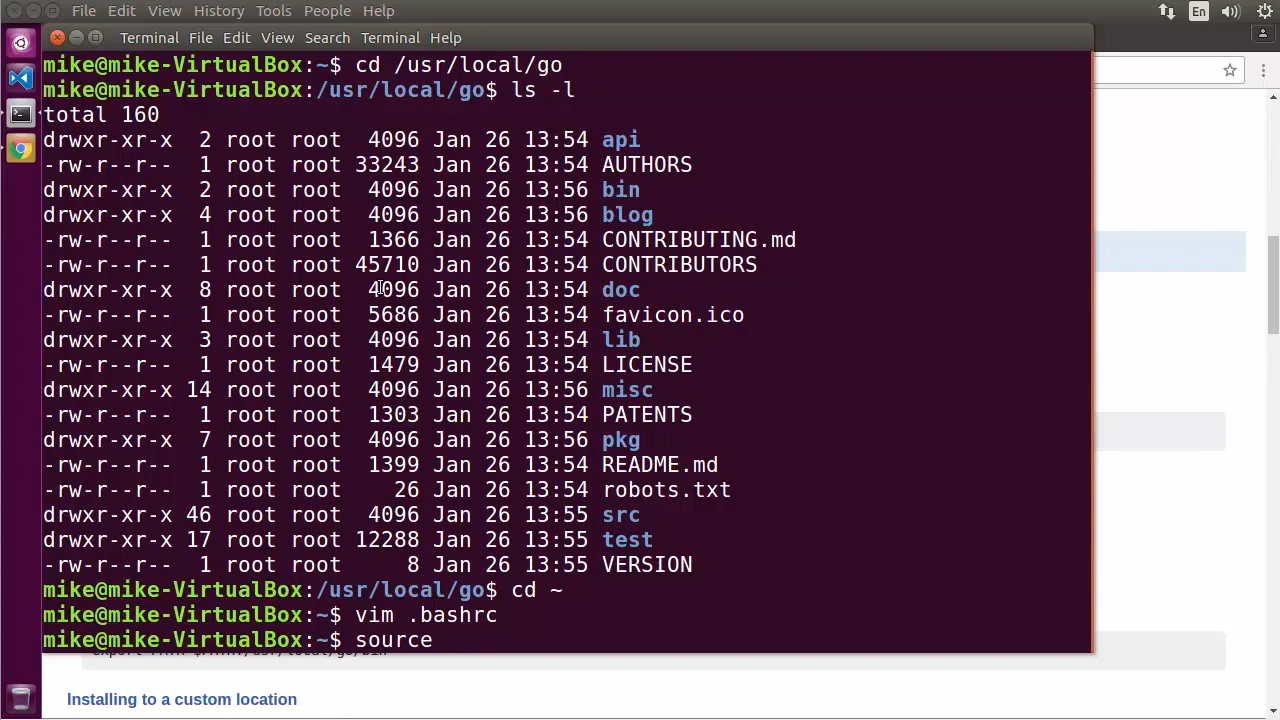 File Edit View History Tools People Help
En
Terminal File Edit View Search Terminal Help
mike@mike-VirtualBox:~$ cd /usr/local/go
mike@mike-VirtualBox:/usr/local/go$ ls -l
total 160
drwxr-xr-x  2 root root  4096 Jan 26 13:54 api
-rw-r--r--  1 root root 33243 Jan 26 13:54 AUTHORS
drwxr-xr-x  2 root root  4096 Jan 26 13:56 bin
drwxr-xr-x  4 root root  4096 Jan 26 13:56 blog
-rw-r--r--  1 root root  1366 Jan 26 13:54 CONTRIBUTING.md
-rw-r--r--  1 root root 45710 Jan 26 13:54 CONTRIBUTORS
drwxr-xr-x  8 root root  4096 Jan 26 13:54 doc
-rw-r--r--  1 root root  5686 Jan 26 13:54 favicon.ico
drwxr-xr-x  3 root root  4096 Jan 26 13:54 lib
-rw-r--r--  1 root root  1479 Jan 26 13:54 LICENSE
drwxr-xr-x 14 root root  4096 Jan 26 13:56 misc
-rw-r--r--  1 root root  1303 Jan 26 13:54 PATENTS
drwxr-xr-x  7 root root  4096 Jan 26 13:56 pkg
-rw-r--r--  1 root root  1399 Jan 26 13:54 README.md
-rw-r--r--  1 root root    26 Jan 26 13:54 robots.txt
drwxr-xr-x 46 root root  4096 Jan 26 13:55 src
drwxr-xr-x 17 root root 12288 Jan 26 13:55 test
-rw-r--r--  1 root root     8 Jan 26 13:55 VERSION
mike@mike-VirtualBox:/usr/local/go$ cd ~
mike@mike-VirtualBox:~$ vim .bashrc
mike@mike-VirtualBox:~$ source
Installing to a custom location